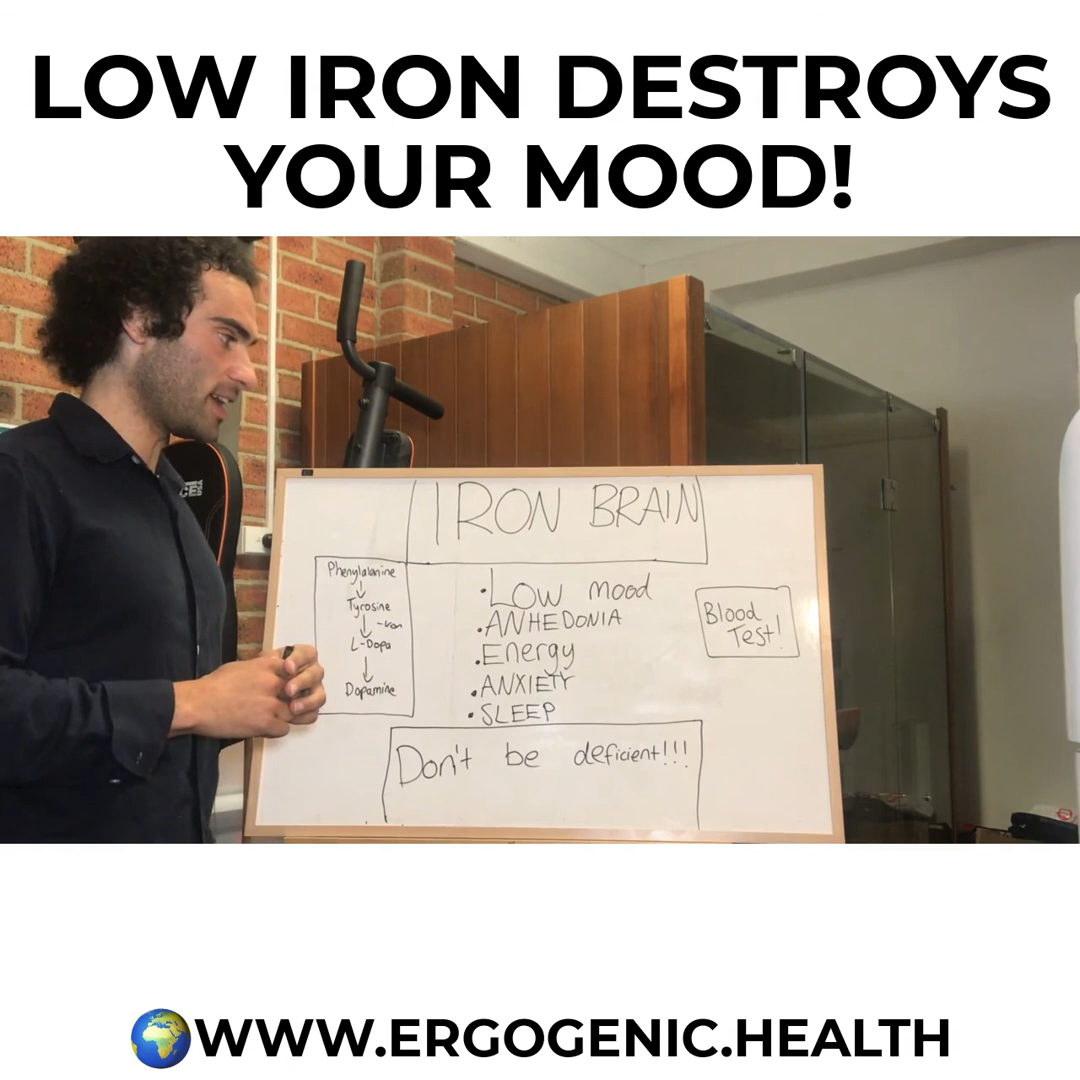 LOW IRON DESTROYS
YOUR MOOD!
CES
IRON BRAIN
Phenylalanine
↓
Tyrosine
↓ -Iron
L-Dopa
↓
Dopamine
• Low mood
• ANHEDONIA
• Energy
• ANXIETY
• SLEEP
Blood
Test!
Don't be deficient!!!
WWW.ERGOGENIC.HEALTH